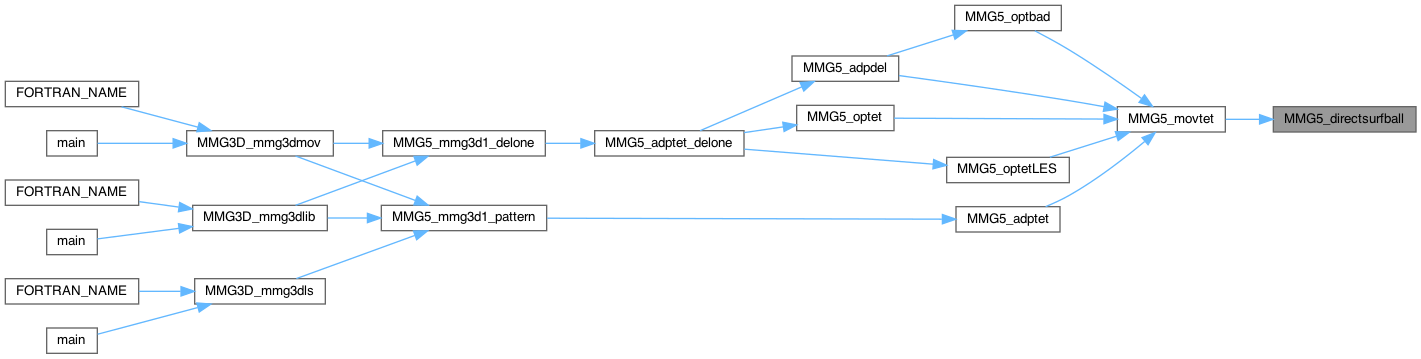 MMG5_optbad
MMG5_adpdel
FORTRAN_NAME
MMG5_optet
MMG5_movtet
MMG5_directsurfball
main
MMG3D_mmg3dmov
MMG5_mmg3d1_delone
MMG5_adptet_delone
MMG5_optetLES
FORTRAN_NAME
MMG3D_mmg3dlib
MMG5_mmg3d1_pattern
MMG5_adptet
main
FORTRAN_NAME
MMG3D_mmg3dls
main